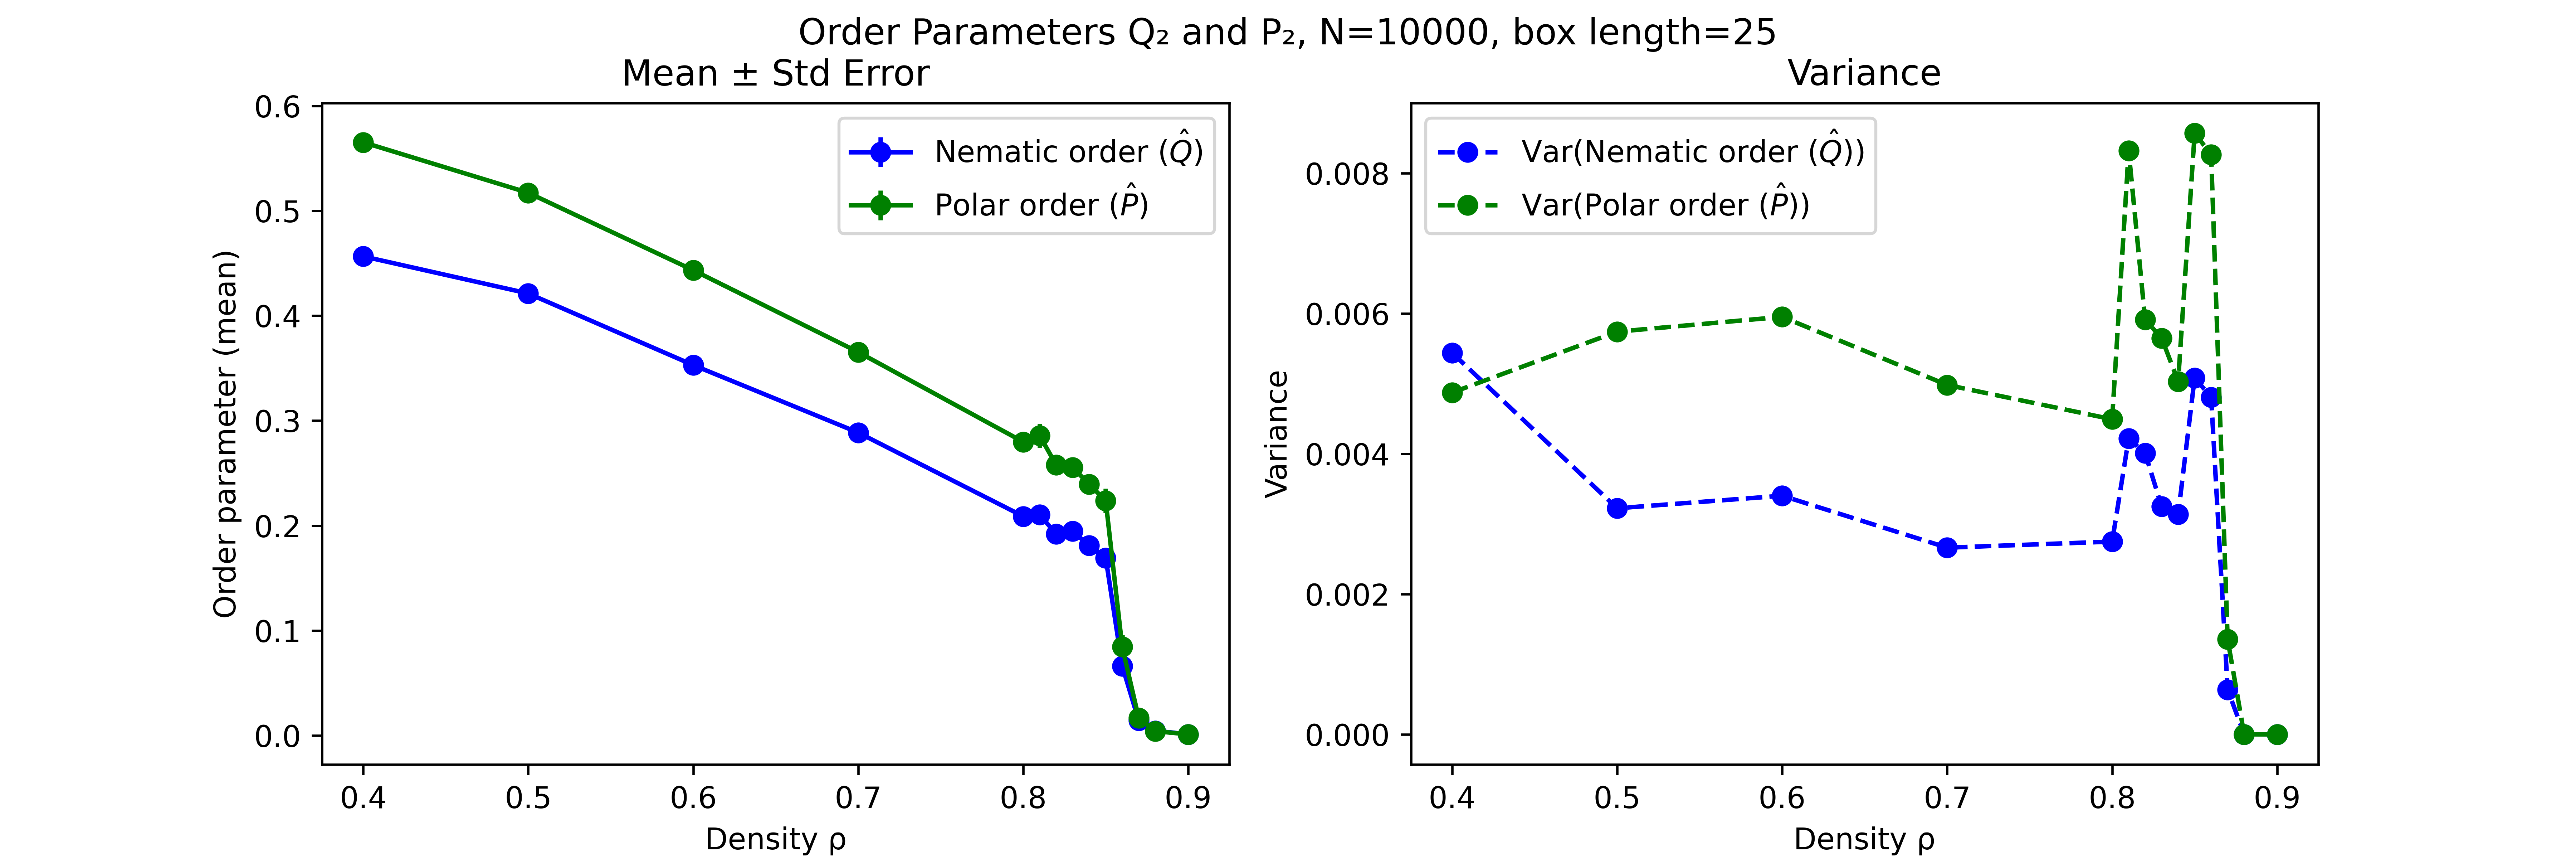 Order Parameters Q₂ and P₂, N=10000, box length=25
Mean ± Std Error
0.6
0.5
0.4
0.3
0.2
0.1
0.0
Order parameter (mean)
Nematic order (Q̂)
Polar order (P̂)
0.4 0.5 0.6 0.7 0.8 0.9
Density ρ
Variance
0.008
0.006
0.004
0.002
0.000
Variance
Var(Nematic order (Q̂))
Var(Polar order (P̂))
0.4 0.5 0.6 0.7 0.8 0.9
Density ρ